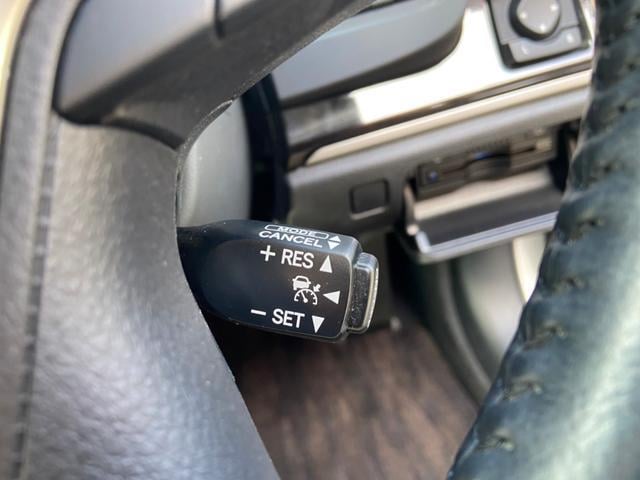 MODE
CANCEL
+ RES
− SET